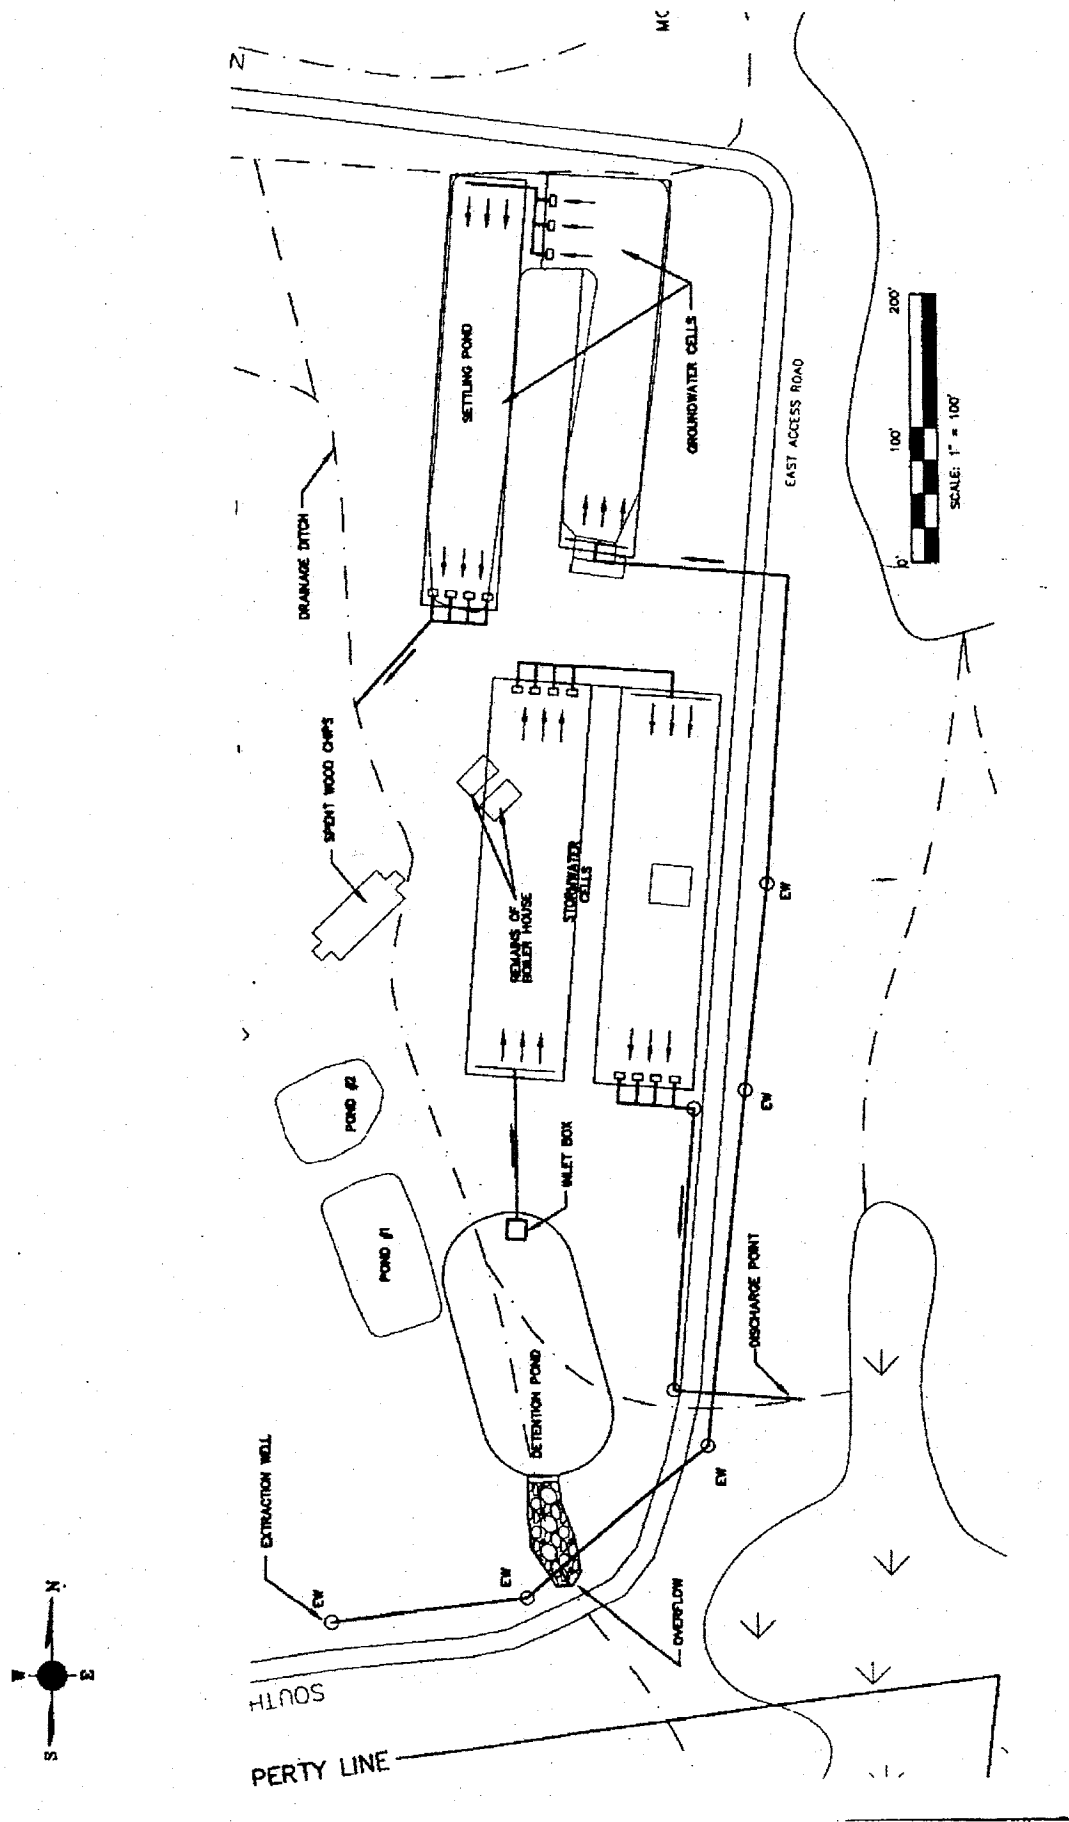 N
MC
SETTLING POND
GROUNDWATER CELLS
EAST ACCESS ROAD
0'
100'
200'
SCALE: 1" = 100'
DRAINAGE DITCH
SPENT WOOD CHIPS
REMAINS OF
BOILER HOUSE
STORMWATER
CELLS
EW
EW
POND #2
POND #1
INLET BOX
DETENTION POND
DISCHARGE POINT
EW
EXTRACTION WELL
EW
EW
OVERFLOW
SOUTH
PERTY LINE
N
W
E
S